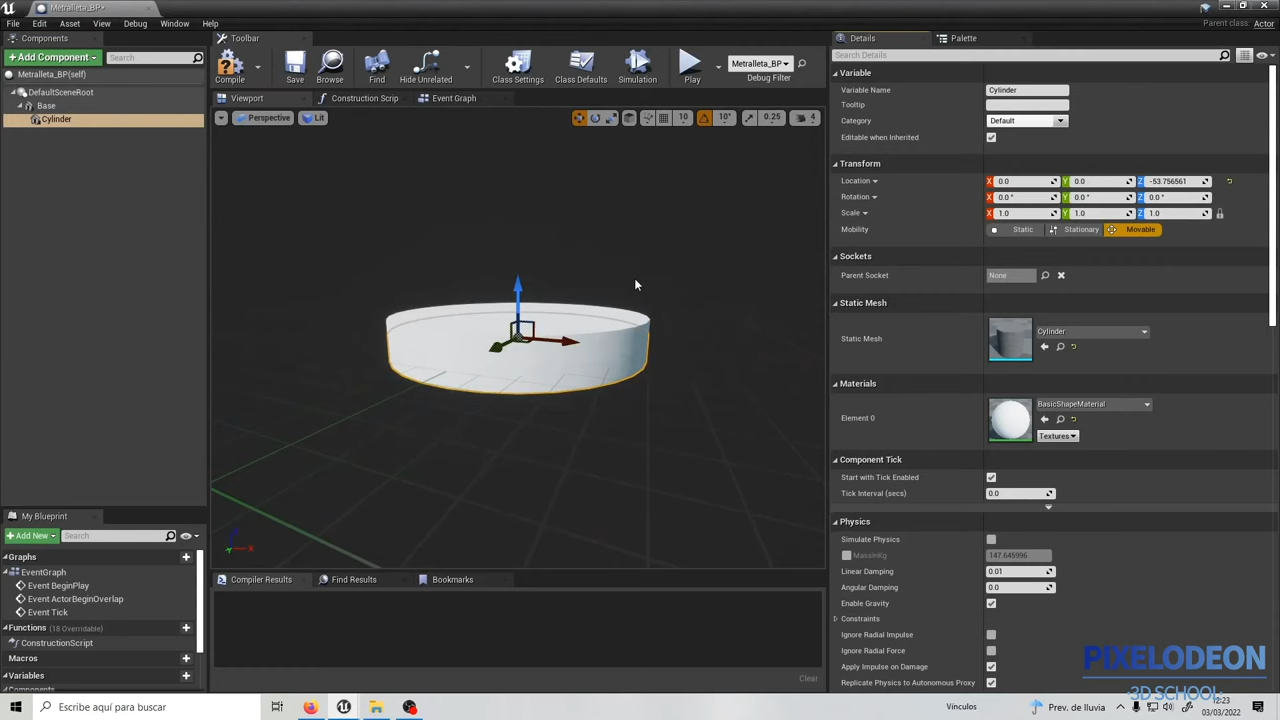 Metralleta_BP*
File Edit Asset View Debug Window Help
Parent class: Actor
Components
Toolbar
Details
Palette
Add Component
Search
Compile
Save
Browse
Find
Hide Unrelated
Class Settings
Class Defaults
Simulation
Play
Metralleta_BP
Debug Filter
Search Details
Metralleta_BP(self)
DefaultSceneRoot
Base
Cylinder
Viewport
Construction Scrip
Event Graph
Perspective
Lit
10
10°
0.25
4
Variable
Variable Name Cylinder
Tooltip
Category Default
Editable when Inherited
Transform
Location X 0.0 Y 0.0 Z -53.756561
Rotation X 0.0 ° Y 0.0 ° Z 0.0 °
Scale X 1.0 Y 1.0 Z 1.0
Mobility Static Stationary Movable
Sockets
Parent Socket None
Static Mesh
Static Mesh Cylinder
Materials
Element 0 BasicShapeMaterial
Textures
Component Tick
Start with Tick Enabled
Tick Interval (secs) 0.0
Physics
Simulate Physics
MassInKg 147.645996
Linear Damping 0.01
Angular Damping 0.0
Enable Gravity
Constraints
Ignore Radial Impulse
Ignore Radial Force
Apply Impulse on Damage
Replicate Physics to Autonomous Proxy
My Blueprint
Add New
Search
Graphs
EventGraph
Event BeginPlay
Event ActorBeginOverlap
Event Tick
Functions (18 Overridable)
ConstructionScript
Macros
Variables
Components
Compiler Results
Find Results
Bookmarks
Clear
X
PIXELODEON
3D SCHOOL
Escribe aquí para buscar
Vínculos
Prev. de lluvia
12:23
03/03/2022